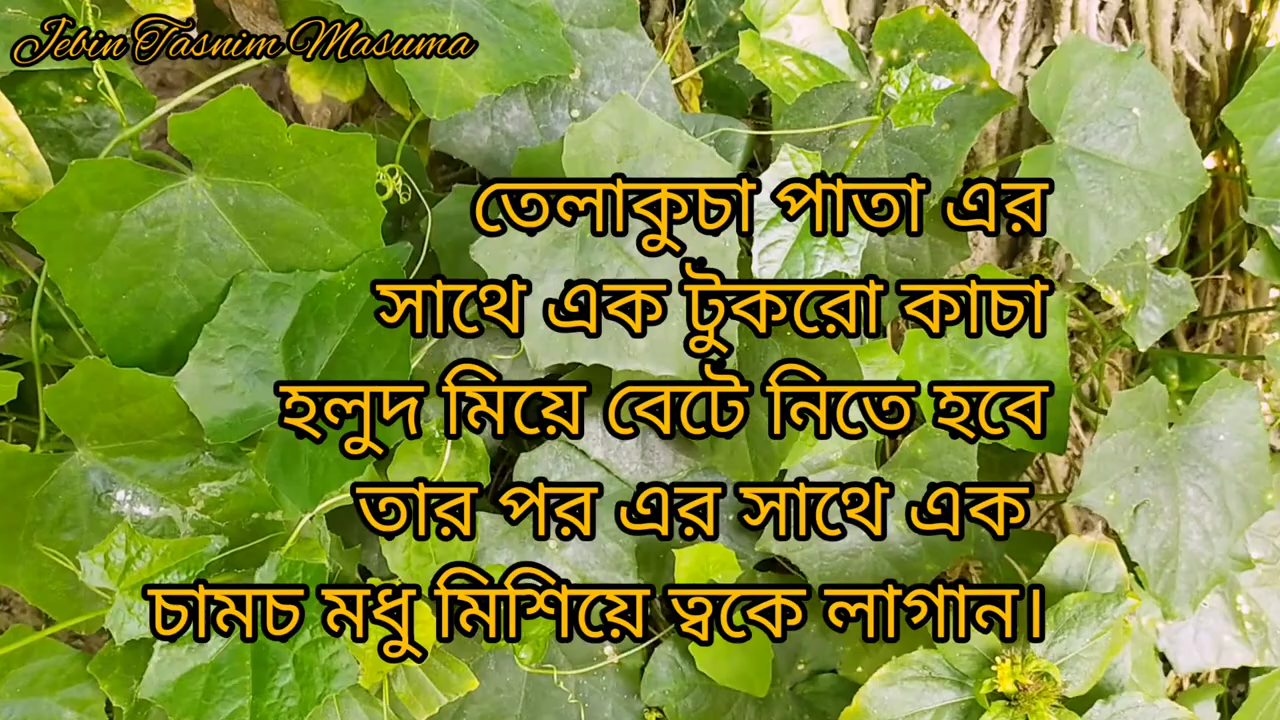 Jebin Tasnim Masuma
তেলাকুচা পাতা এর
সাথে এক টুকরো কাচা
হলুদ মিয়ে বেটে নিতে হবে
তার পর এর সাথে এক
চামচ মধু মিশিয়ে ত্বকে লাগান।